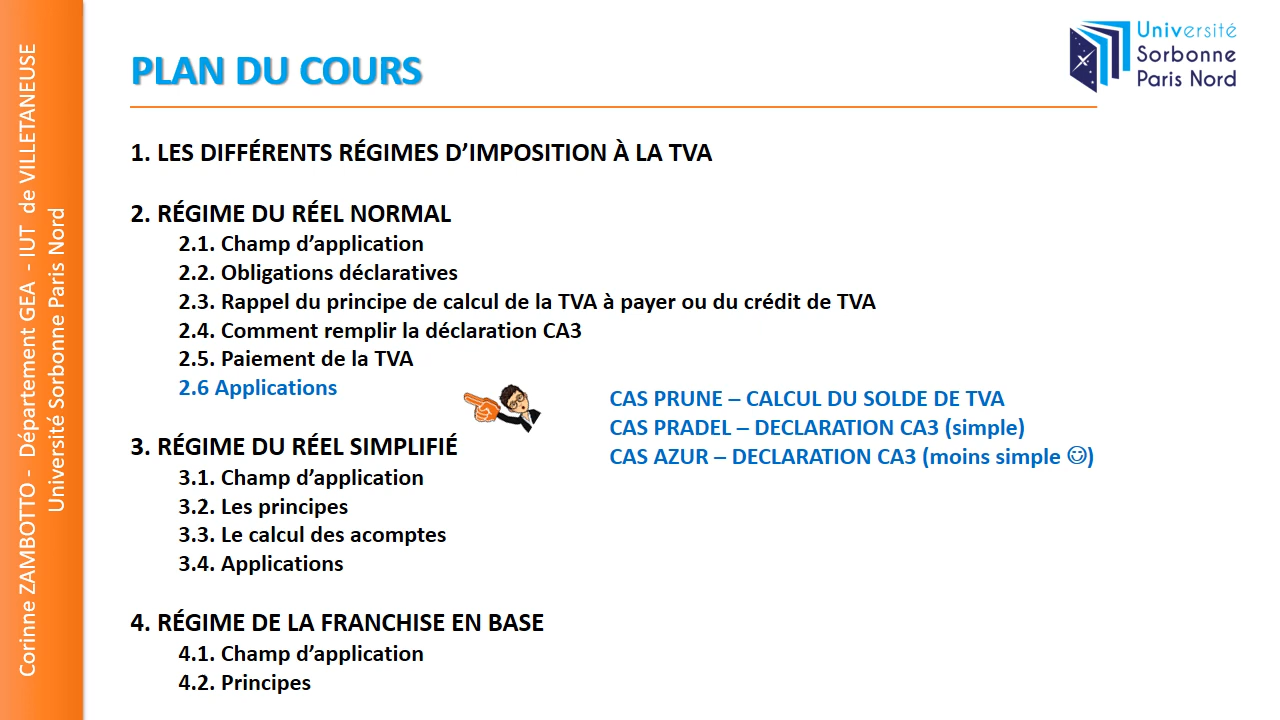 Corinne ZAMBOTTO - Département GEA - IUT de VILLETANEUSE
Université Sorbonne Paris Nord
Université
Sorbonne
Paris Nord
PLAN DU COURS
1. LES DIFFÉRENTS RÉGIMES D’IMPOSITION À LA TVA
2. RÉGIME DU RÉEL NORMAL
2.1. Champ d’application
2.2. Obligations déclaratives
2.3. Rappel du principe de calcul de la TVA à payer ou du crédit de TVA
2.4. Comment remplir la déclaration CA3
2.5. Paiement de la TVA
2.6 Applications
CAS PRUNE – CALCUL DU SOLDE DE TVA
CAS PRADEL – DECLARATION CA3 (simple)
CAS AZUR – DECLARATION CA3 (moins simple ☺)
3. RÉGIME DU RÉEL SIMPLIFIÉ
3.1. Champ d’application
3.2. Les principes
3.3. Le calcul des acomptes
3.4. Applications
4. RÉGIME DE LA FRANCHISE EN BASE
4.1. Champ d’application
4.2. Principes